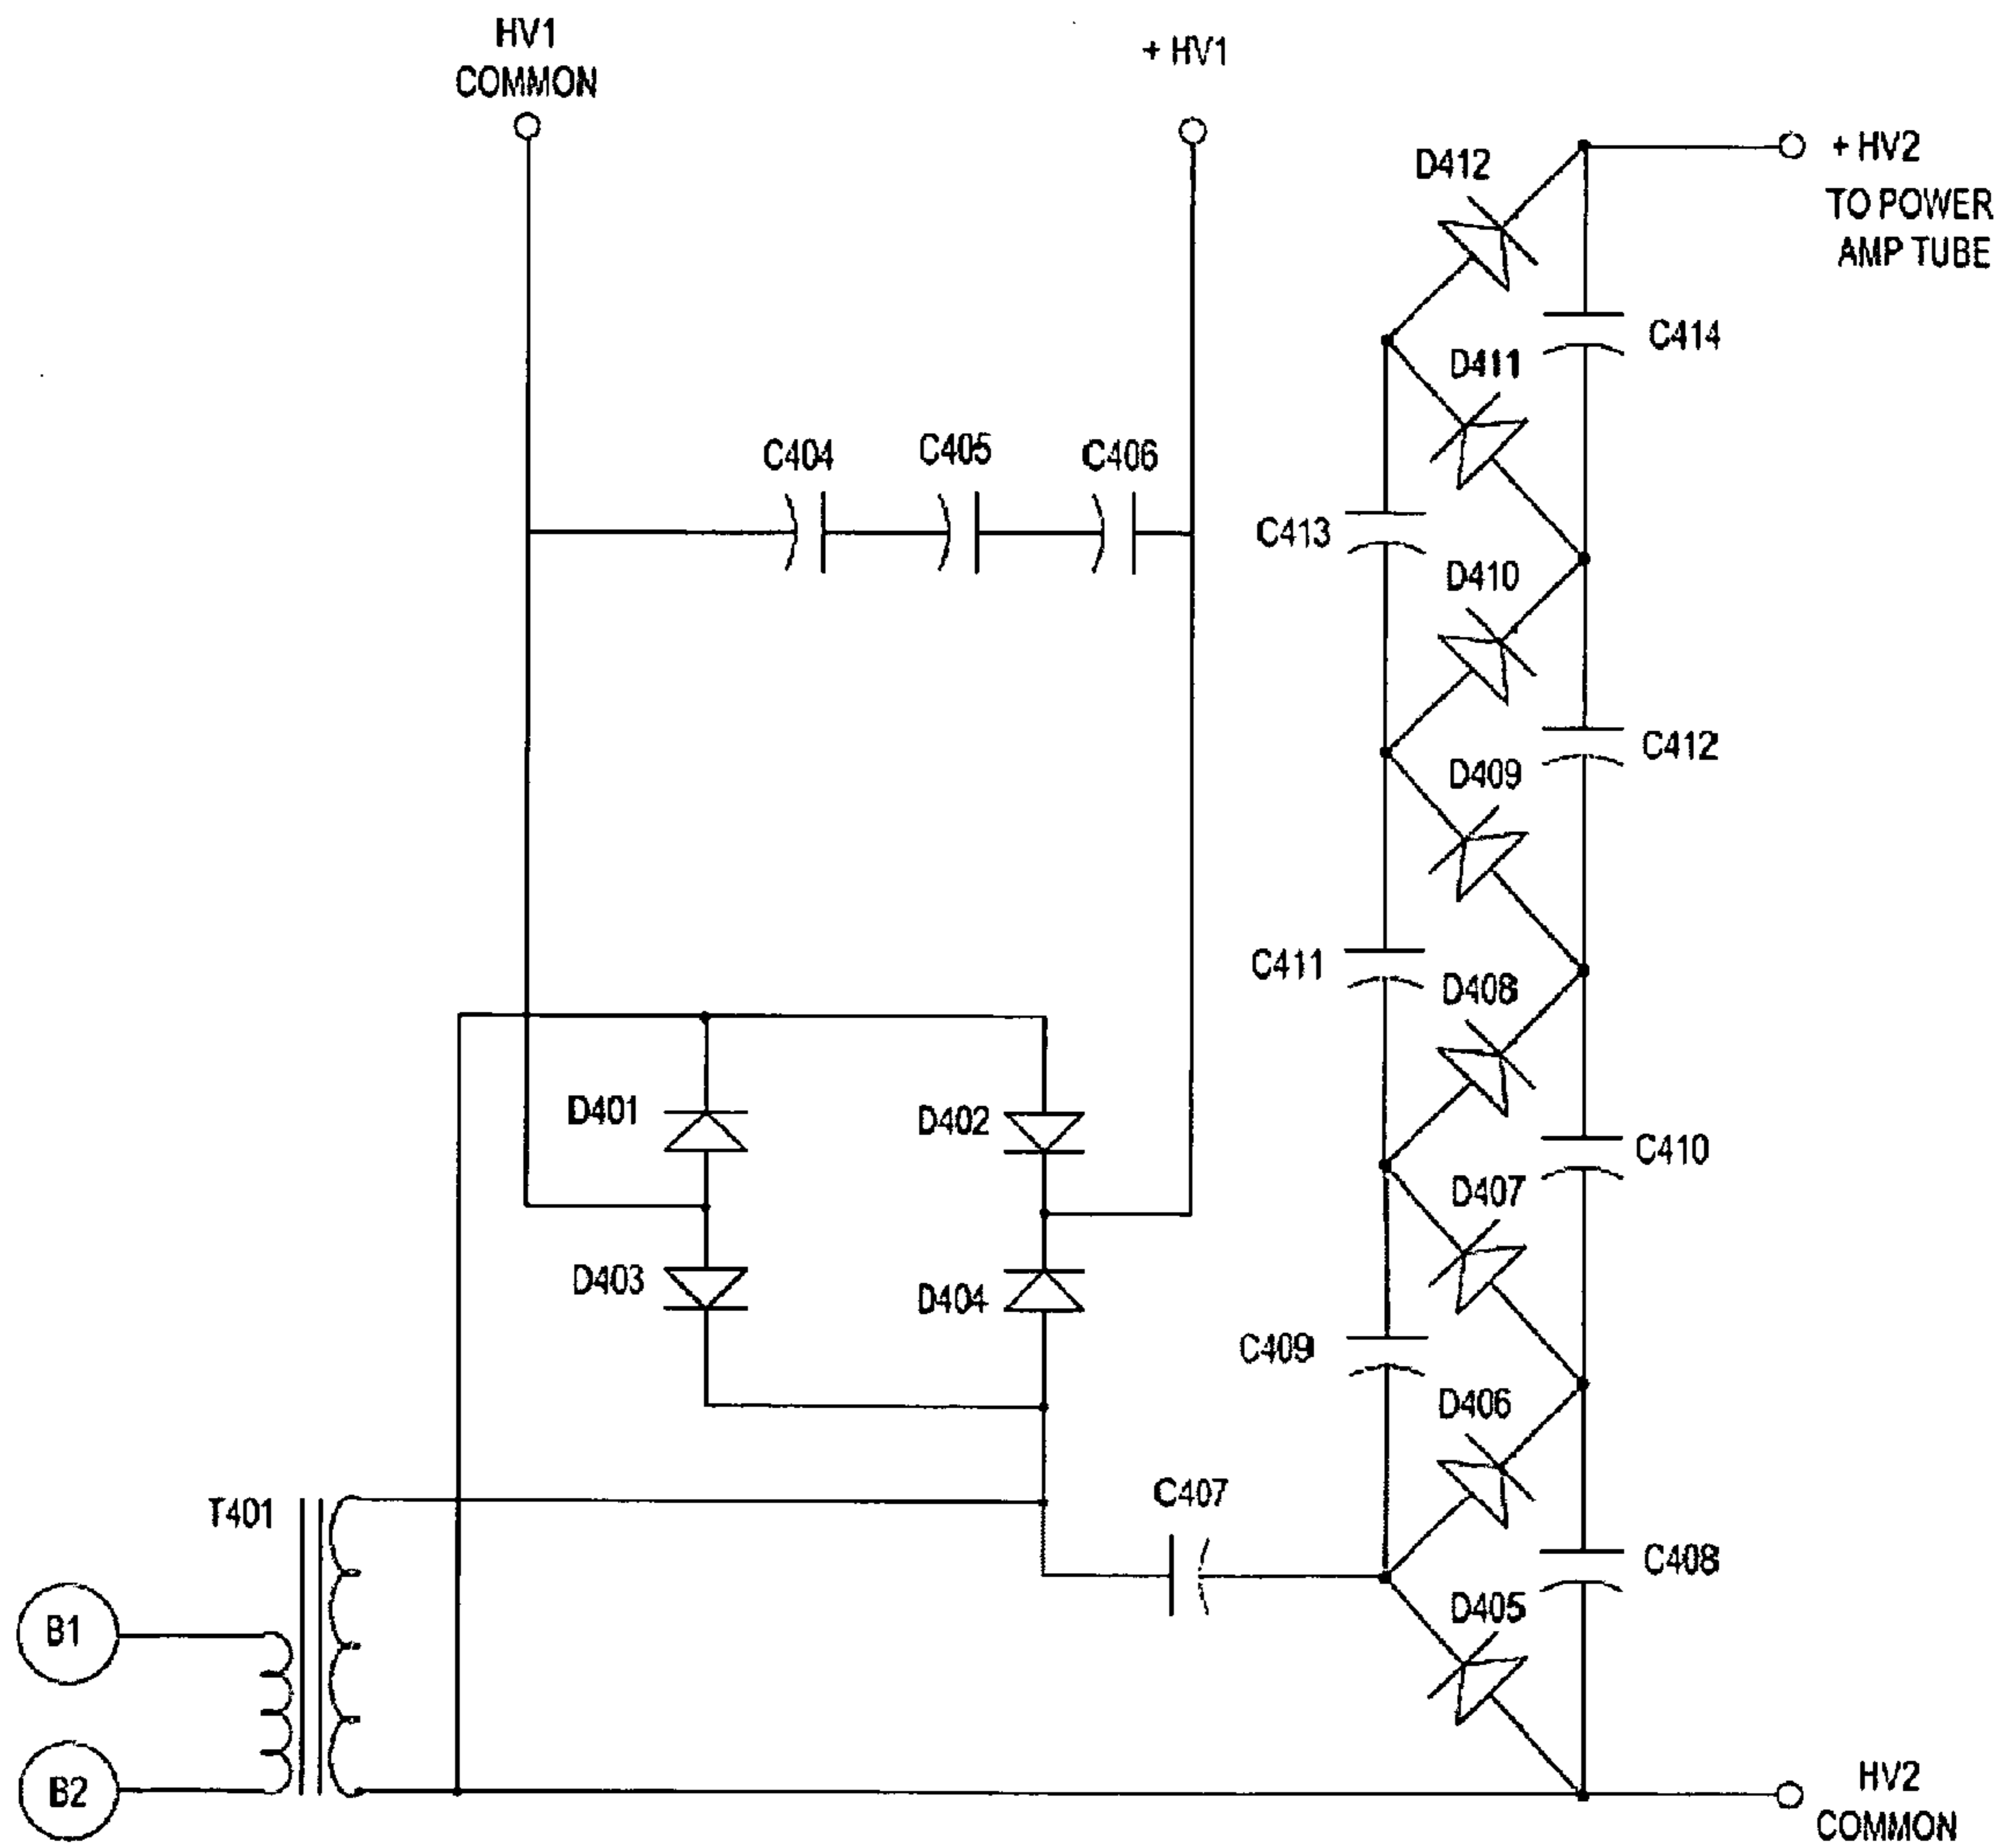 HV1
COMMON
+ HV1
+ HV2
TO POWER
AMP TUBE
D412
C414
D411
C404
C405
C406
C413
D410
C412
D409
C411
D408
D401
D402
C410
D407
D403
D404
C409
D406
C407
T401
C408
D405
B1
B2
HV2
COMMON